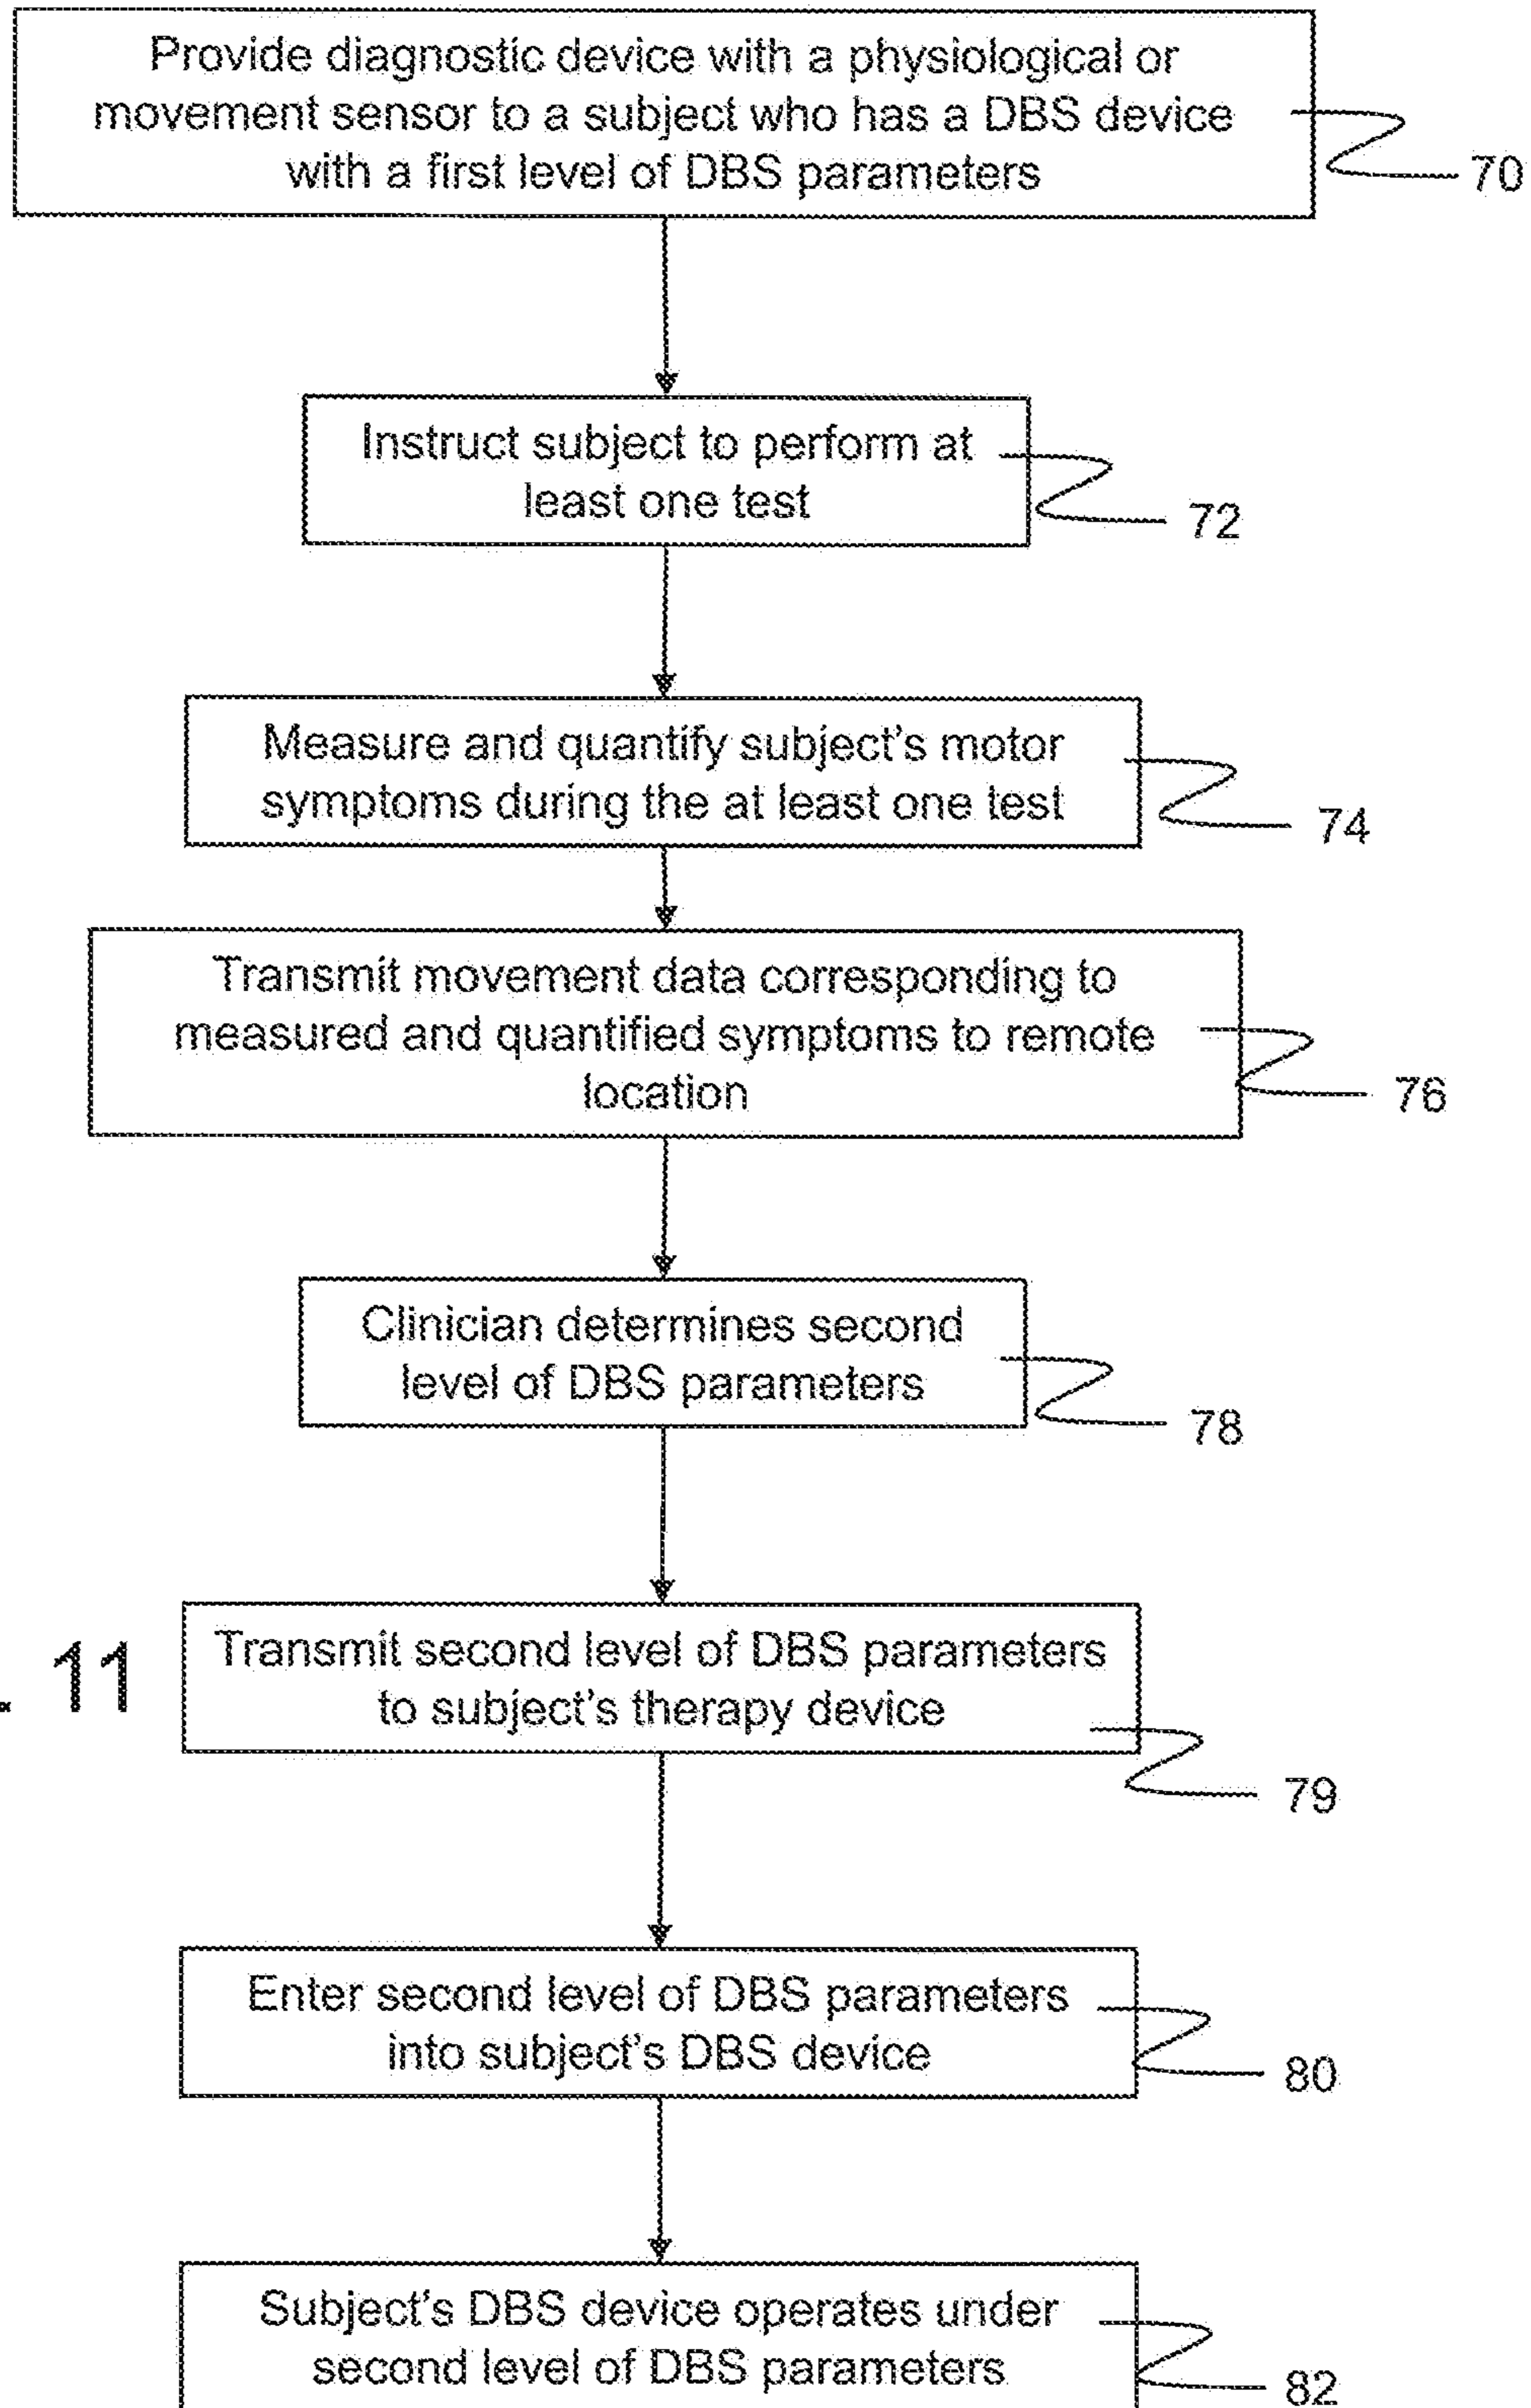 Provide diagnostic device with a physiological or
movement sensor to a subject who has a DBS device
with a first level of DBS parameters
70
Instruct subject to perform at
least one test
72
Measure and quantify subject's motor
symptoms during the at least one test
74
Transmit movement data corresponding to
measured and quantified symptoms to remote
location
76
Clinician determines second
level of DBS parameters
78
. 11
Transmit second level of DBS parameters
to subject's therapy device
79
Enter second level of DBS parameters
into subject's DBS device
80
Subject's DBS device operates under
second level of DBS parameters
82